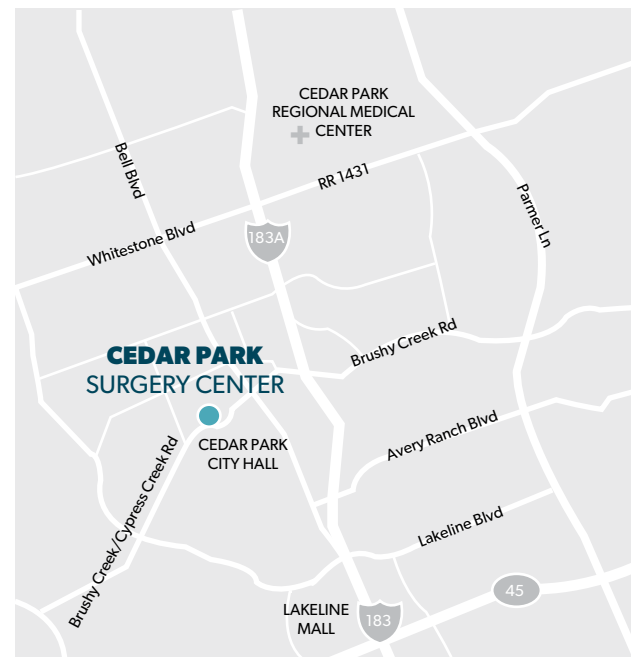 CEDAR PARK
REGIONAL MEDICAL
CENTER
Bell Blvd
RR 1431
Parmer Ln
Whitestone Blvd
183A
Brushy Creek Rd
CEDAR PARK
SURGERY CENTER
CEDAR PARK
CITY HALL
Avery Ranch Blvd
Brushy Creek/Cypress Creek Rd
Lakeline Blvd
45
LAKELINE
MALL
183